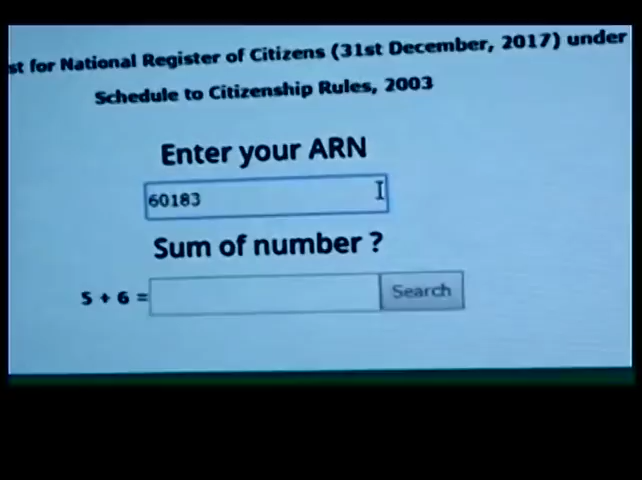 st for National Register of Citizens (31st December, 2017) under
Schedule to Citizenship Rules, 2003
Enter your ARN
60183
Sum of number ?
5 + 6 =
Search